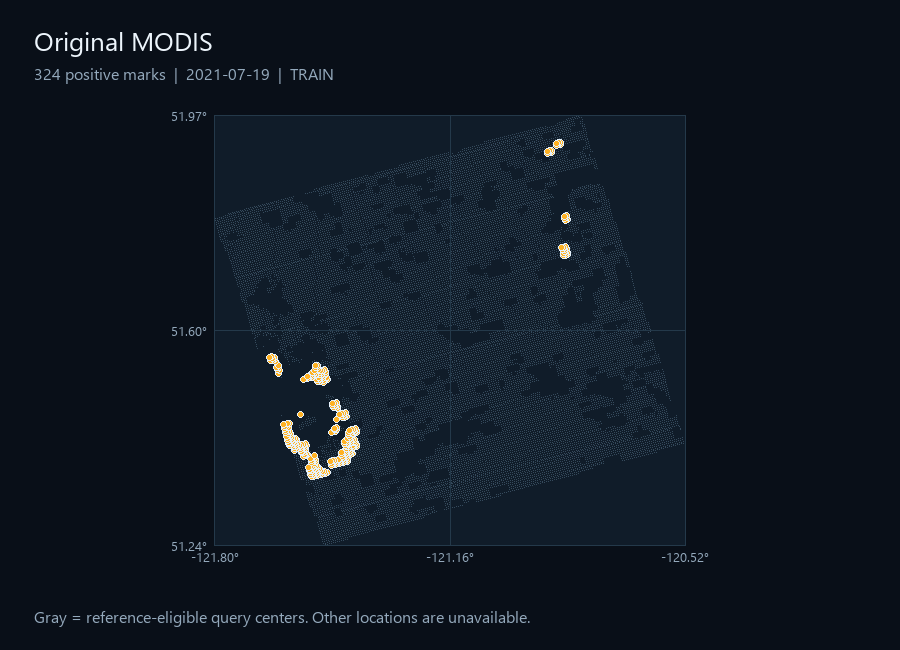 Original MODIS
324 positive marks | 2021-07-19 | TRAIN
51.97°
51.60°
51.24°
-121.80°
-121.16°
-120.52°
Gray = reference-eligible query centers. Other locations are unavailable.